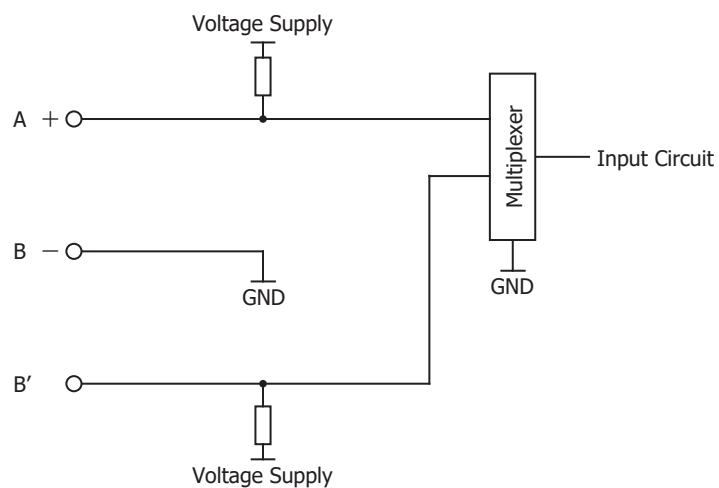 Voltage Supply
A +
Multiplexer
Input Circuit
B −
GND
GND
B′
Voltage Supply